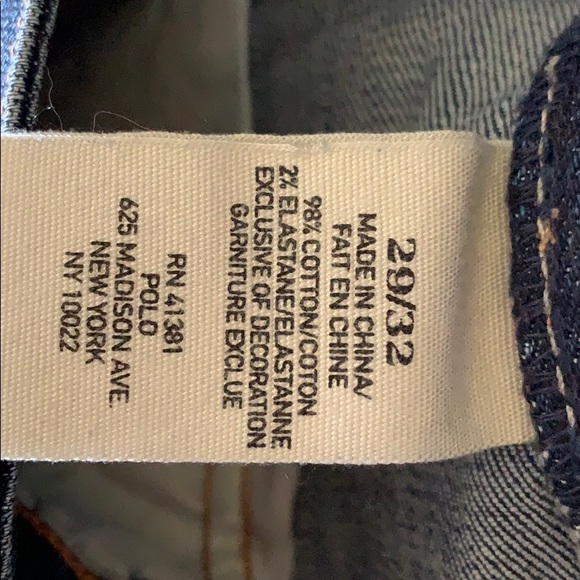 29/32
MADE IN CHINA/
FAIT EN CHINE
98% COTTON/COTON
2% ELASTANE/ELASTANNE
EXCLUSIVE OF DECORATION
GARNITURE EXCLUE
RN 41381
POLO
625 MADISON AVE.
NEW YORK
NY 10022